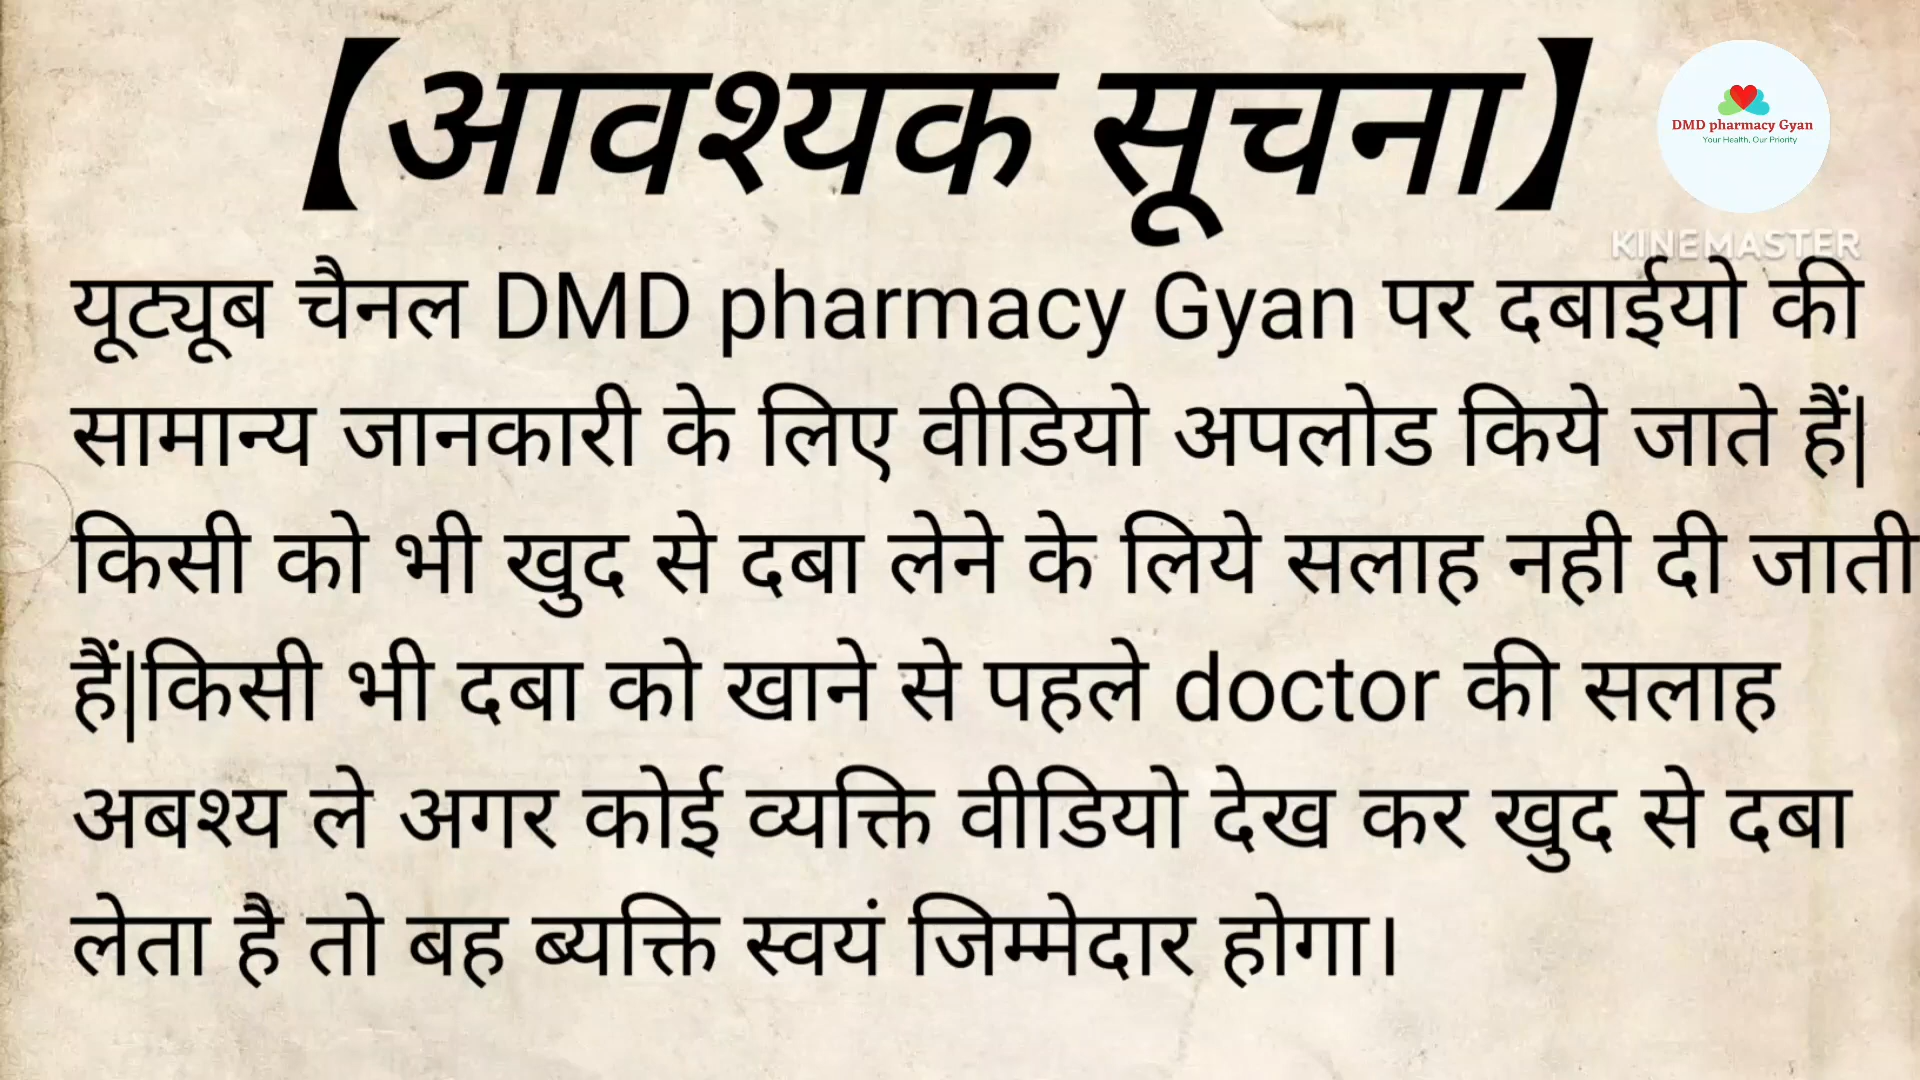 【आवश्यक सूचना】
DMD pharmacy Gyan
Your Health, Our Priority
KINEMASTER
यूट्यूब चैनल DMD pharmacy Gyan पर दबाईयो की
सामान्य जानकारी के लिए वीडियो अपलोड किये जाते हैं|
किसी को भी खुद से दबा लेने के लिये सलाह नही दी जाती
हैं|किसी भी दबा को खाने से पहले doctor की सलाह
अबश्य ले अगर कोई व्यक्ति वीडियो देख कर खुद से दबा
लेता है तो बह ब्यक्ति स्वयं जिम्मेदार होगा।